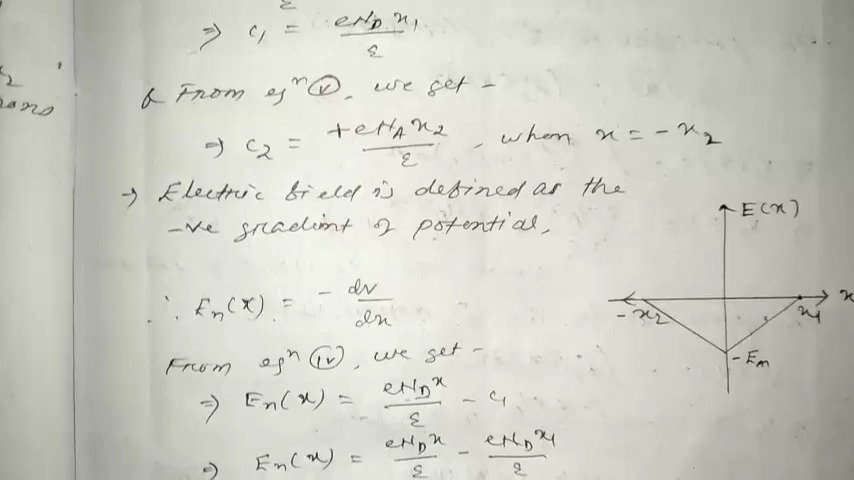 ⇒ c₁ = eN_D x₁ / ε
& From eqⁿ (v), we get -
⇒ c₂ = +eN_A x₂ / ε , when x = -x₂
→ Electric field is defined as the
-ve gradient of potential,
E(x)
x
-x₂
x₁
-Em
∴ Eₙ(x) = - dv / dx
From eqⁿ (iv), we get -
⇒ Eₙ(x) = eN_D x / ε - c₁
⇒ Eₙ(x) = eN_D x / ε - eN_D x₁ / ε